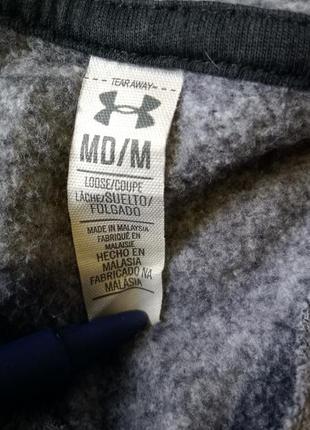 TEAR AWAY
MD/M
LOOSE/COUPE
LÂCHE/SUELTO/
FOLGADO
MADE IN MALAYSIA
FABRIQUÉ EN
MALAISIE
HECHO EN
MALASIA
FABRICADO NA
MALÁSIA